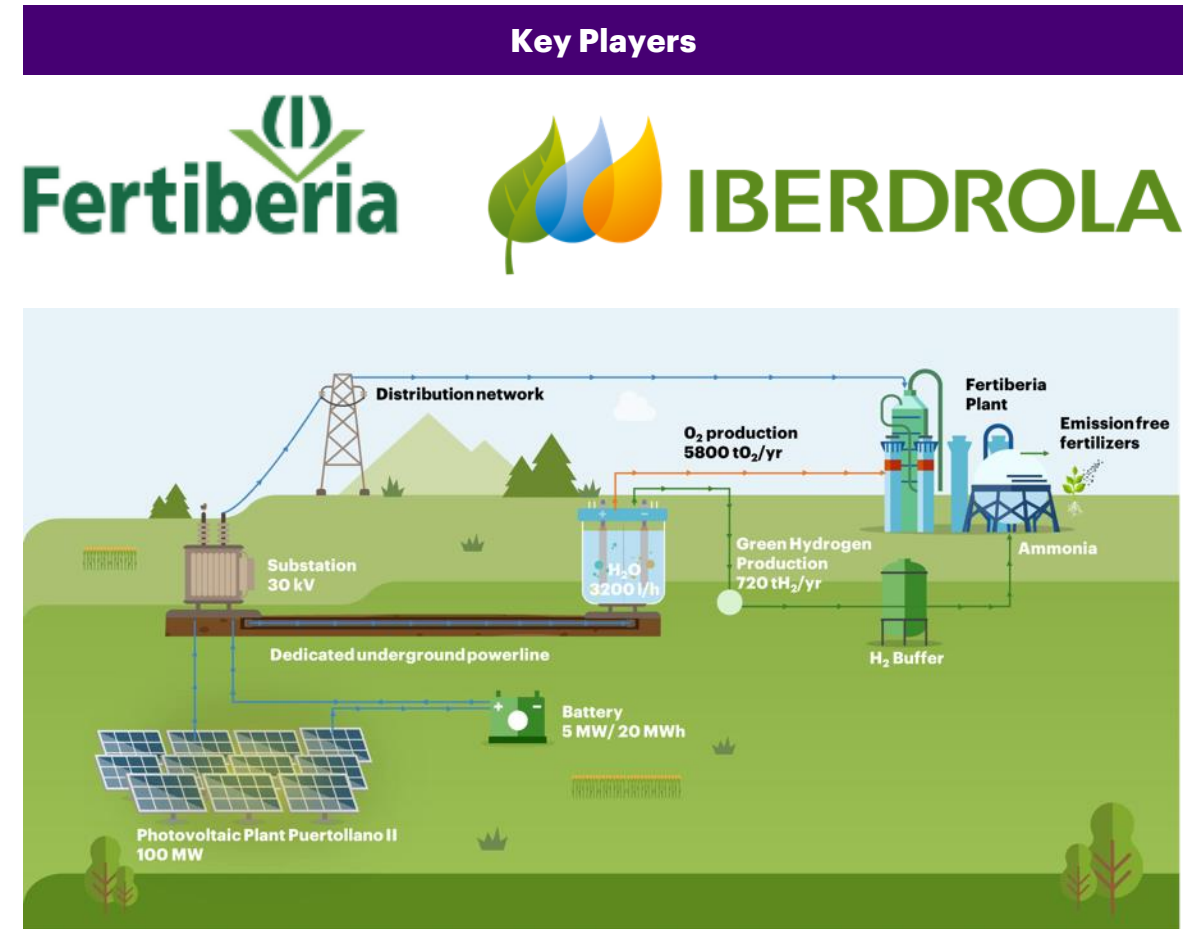 Key Players
Fertiberia
IBERDROLA
Distribution network
Fertiberia
Plant
Emission free
fertilizers
O₂ production
5800 tO₂/yr
Substation
30 kV
H₂O
3200 l/h
Green Hydrogen
Production
720 tH₂/yr
Ammonia
Dedicated underground powerline
H₂ Buffer
+
-
Battery
5 MW/ 20 MWh
Photovoltaic Plant Puertollano II
100 MW